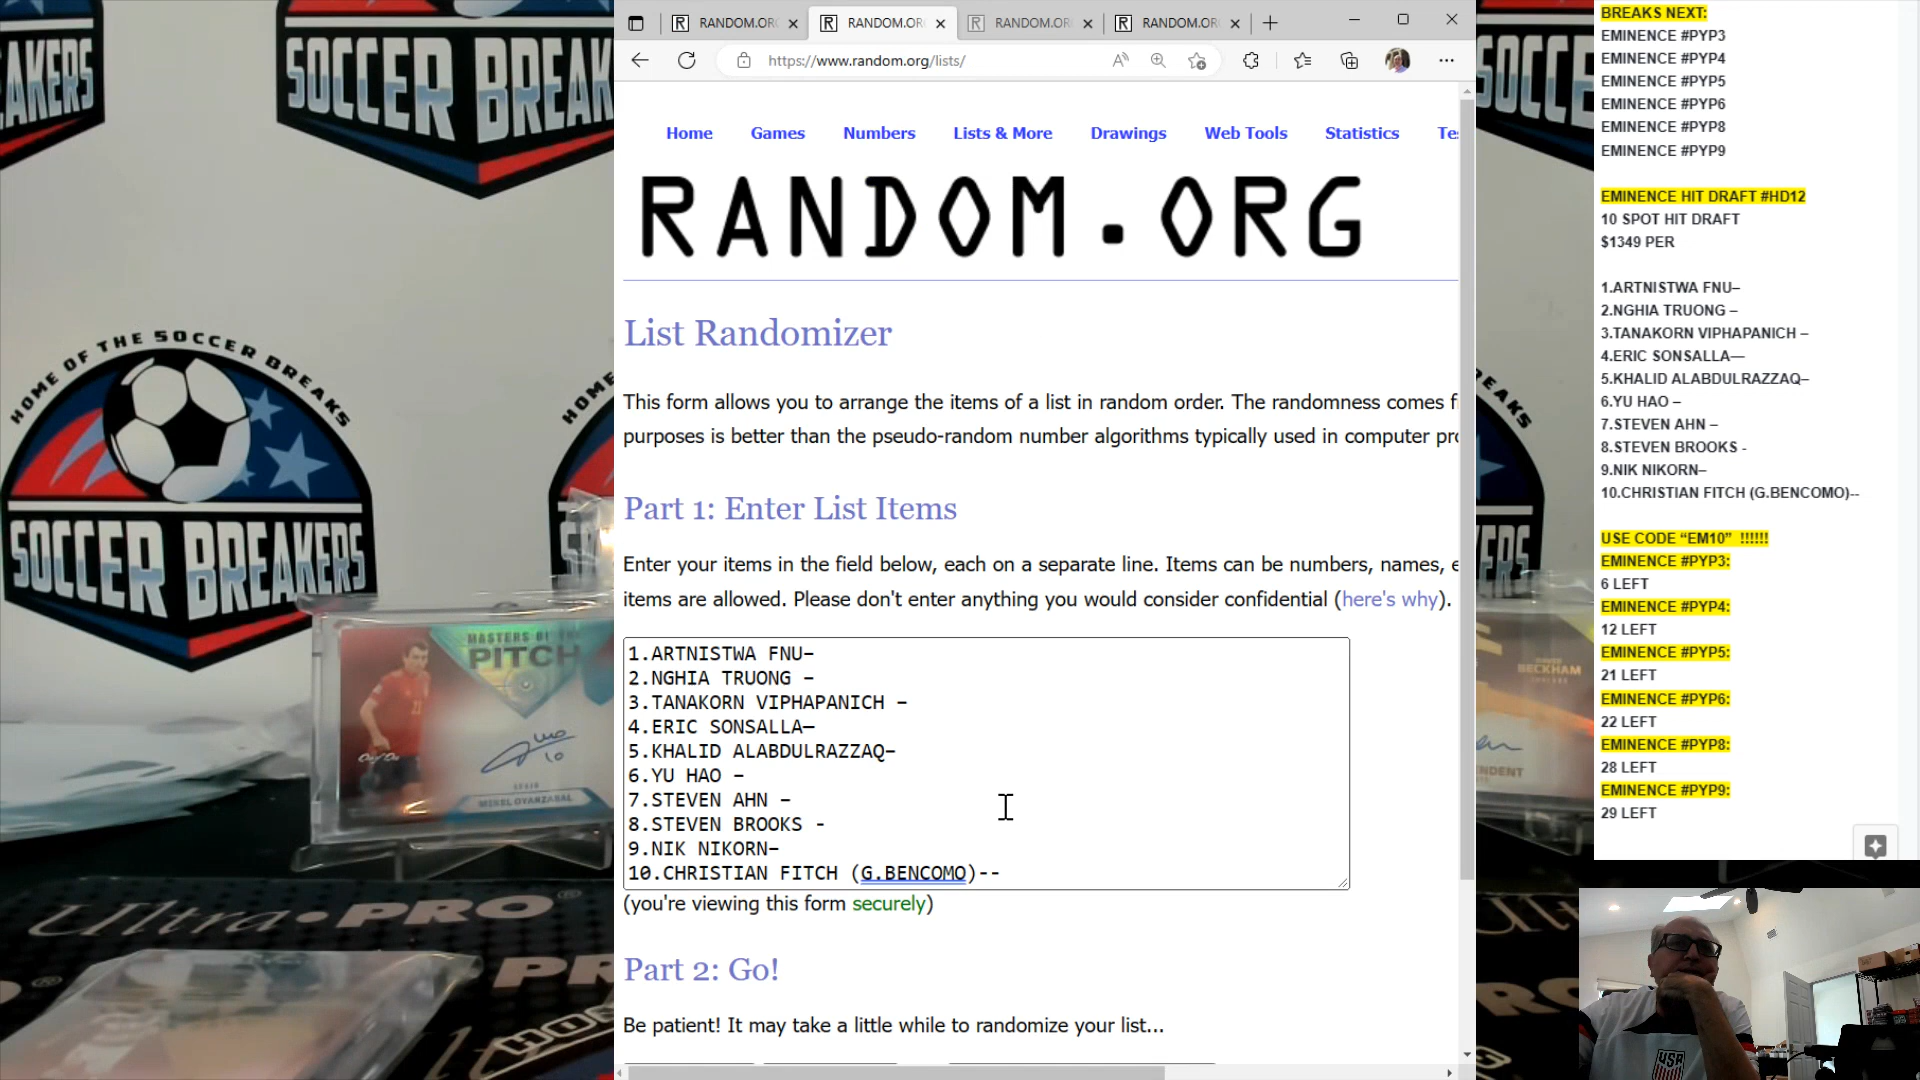 AKERS
SOCCER BREAK
HOME OF THE SOCCER BREAKS
SOCCER
BREAKERS
MASTERS OF THE
PITCH
MIKEL OYARZABAL
Ultra PRO
RANDOM.OR
RANDOM.OR
RANDOM.OR
RANDOM.OR
https://www.random.org/lists/
Home Games Numbers Lists & More Drawings Web Tools Statistics Te
RANDOM.ORG
List Randomizer
This form allows you to arrange the items of a list in random order. The randomness comes f
purposes is better than the pseudo-random number algorithms typically used in computer pro
Part 1: Enter List Items
Enter your items in the field below, each on a separate line. Items can be numbers, names, e
items are allowed. Please don't enter anything you would consider confidential (here's why).
1.ARTNISTWA FNU–
2.NGHIA TRUONG –
3.TANAKORN VIPHAPANICH –
4.ERIC SONSALLA—
5.KHALID ALABDULRAZZAQ–
6.YU HAO –
7.STEVEN AHN –
8.STEVEN BROOKS -
9.NIK NIKORN–
10.CHRISTIAN FITCH (G.BENCOMO)--
(you're viewing this form securely)
Part 2: Go!
Be patient! It may take a little while to randomize your list...
SOCC
BREAKS
DAVID
BECKHAM
BREAKS NEXT:
EMINENCE #PYP3
EMINENCE #PYP4
EMINENCE #PYP5
EMINENCE #PYP6
EMINENCE #PYP8
EMINENCE #PYP9
EMINENCE HIT DRAFT #HD12
10 SPOT HIT DRAFT
$1349 PER
1.ARTNISTWA FNU–
2.NGHIA TRUONG –
3.TANAKORN VIPHAPANICH –
4.ERIC SONSALLA—
5.KHALID ALABDULRAZZAQ–
6.YU HAO –
7.STEVEN AHN –
8.STEVEN BROOKS -
9.NIK NIKORN–
10.CHRISTIAN FITCH (G.BENCOMO)--
USE CODE “EM10” !!!!!!
EMINENCE #PYP3:
6 LEFT
EMINENCE #PYP4:
12 LEFT
EMINENCE #PYP5:
21 LEFT
EMINENCE #PYP6:
22 LEFT
EMINENCE #PYP8:
28 LEFT
EMINENCE #PYP9:
29 LEFT
USA